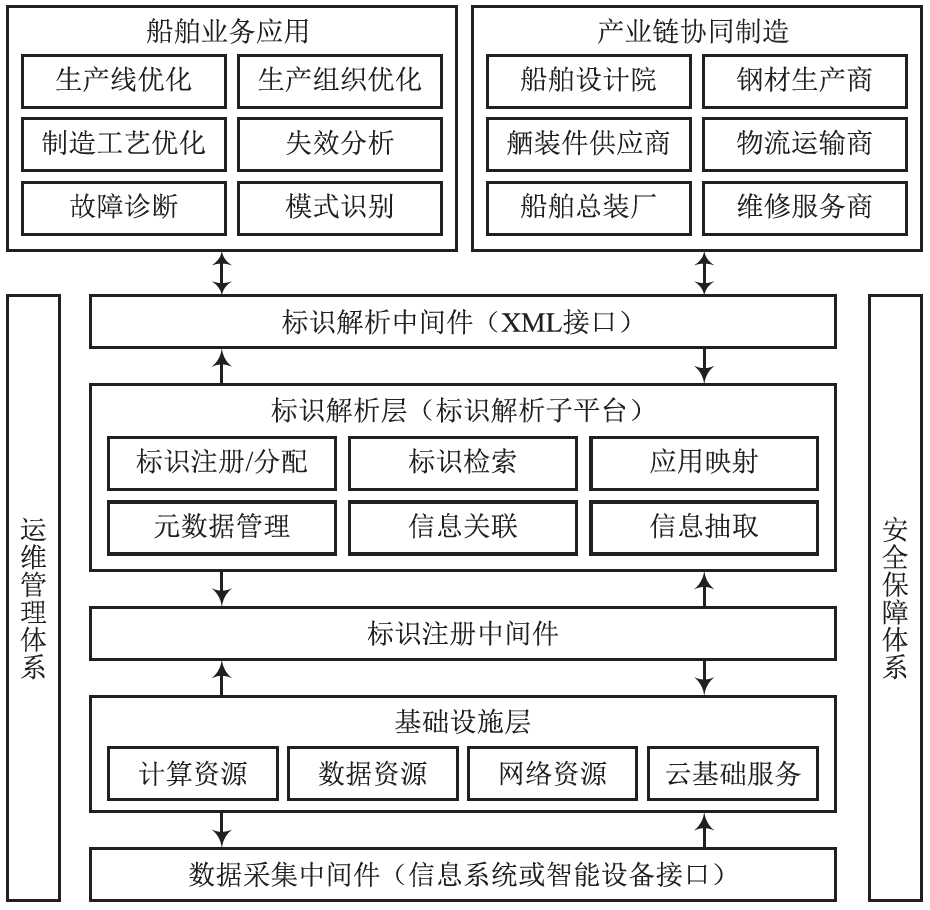 船舶业务应用
生产线优化
生产组织优化
制造工艺优化
失效分析
故障诊断
模式识别
产业链协同制造
船舶设计院
钢材生产商
舾装件供应商
物流运输商
船舶总装厂
维修服务商
标识解析中间件（XML接口）
标识解析层（标识解析子平台）
标识注册/分配
标识检索
应用映射
元数据管理
信息关联
信息抽取
标识注册中间件
基础设施层
计算资源
数据资源
网络资源
云基础服务
数据采集中间件（信息系统或智能设备接口）
运维管理体系
安全保障体系